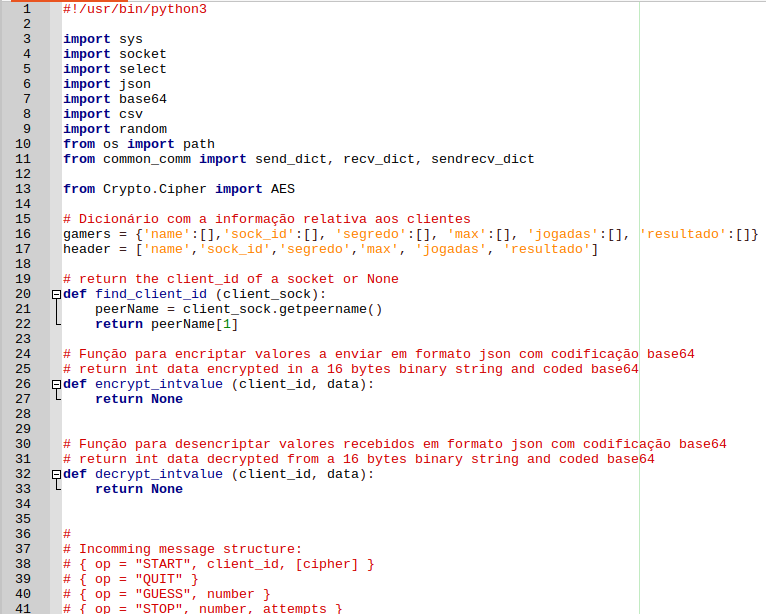 1 #!/usr/bin/python3
2
3 import sys
4 import socket
5 import select
6 import json
7 import base64
8 import csv
9 import random
10 from os import path
11 from common_comm import send_dict, recv_dict, sendrecv_dict
12
13 from Crypto.Cipher import AES
14
15 # Dicionário com a informação relativa aos clientes
16 gamers = {'name':[],'sock_id':[], 'segredo':[], 'max':[], 'jogadas':[], 'resultado':[]}
17 header = ['name','sock_id','segredo','max', 'jogadas', 'resultado']
18
19 # return the client_id of a socket or None
20 def find_client_id (client_sock):
21     peerName = client_sock.getpeername()
22     return peerName[1]
23
24 # Função para encriptar valores a enviar em formato json com codificação base64
25 # return int data encrypted in a 16 bytes binary string and coded base64
26 def encrypt_intvalue (client_id, data):
27     return None
28
29
30 # Função para desencriptar valores recebidos em formato json com codificação base64
31 # return int data decrypted from a 16 bytes binary string and coded base64
32 def decrypt_intvalue (client_id, data):
33     return None
34
35
36 #
37 # Incomming message structure:
38 # { op = "START", client_id, [cipher] }
39 # { op = "QUIT" }
40 # { op = "GUESS", number }
41 # { op = "STOP", number, attempts }